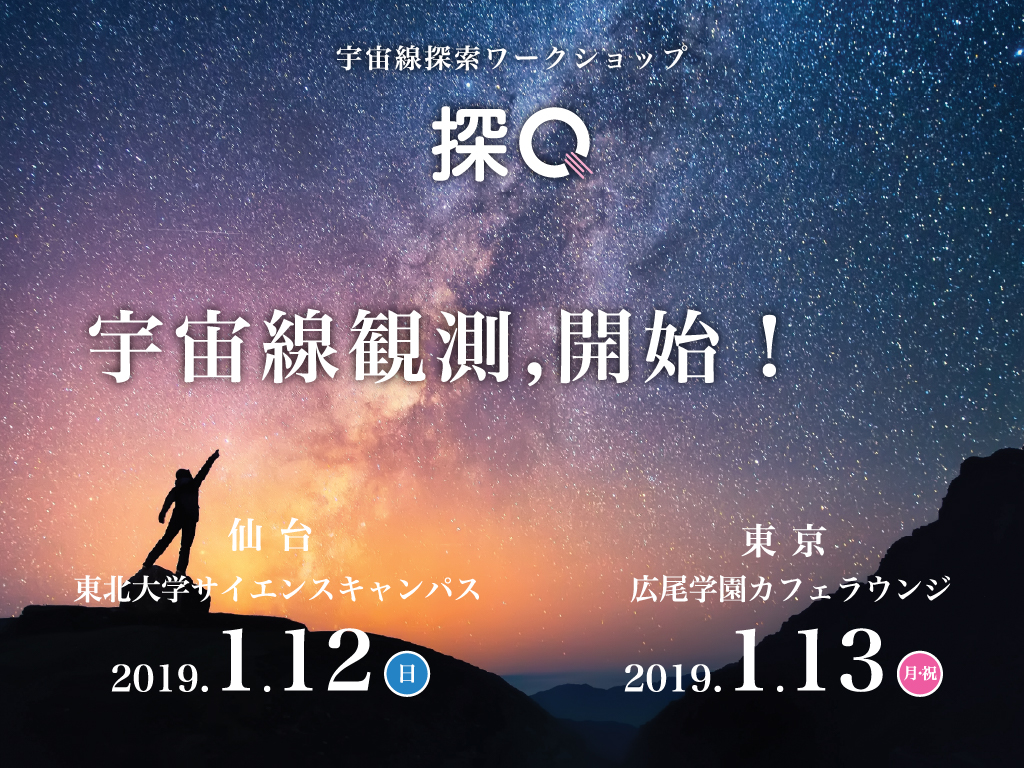 宇宙線探索ワークショップ
探Q
宇宙線観測,開始！
仙台
東北大学サイエンスキャンパス
2019.1.12 日
東京
広尾学園カフェラウンジ
2019.1.13 月・祝